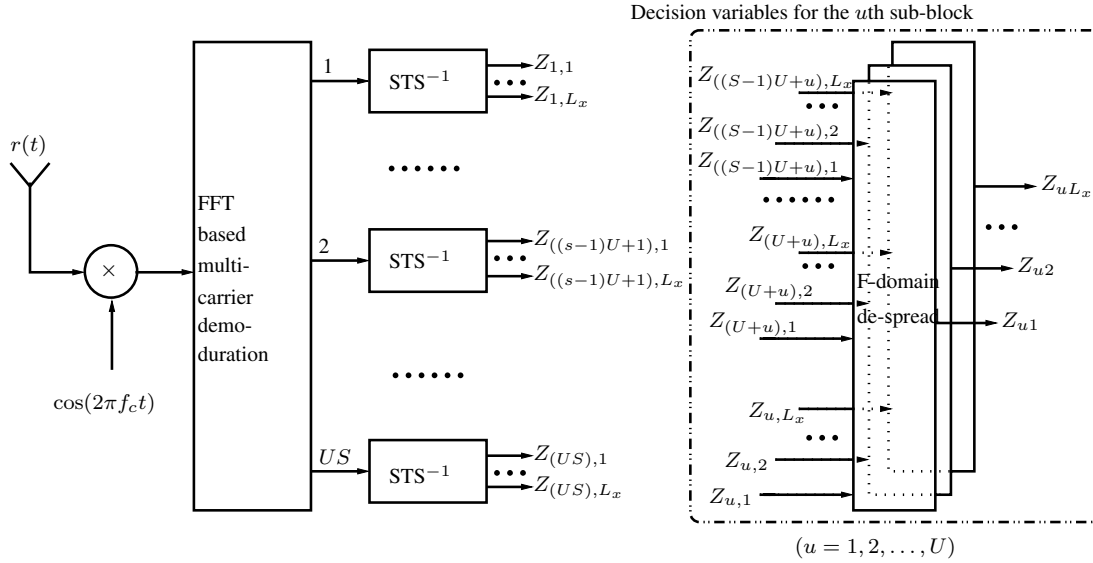 Decision variables for the uth sub-block
r(t)
×
cos(2πf_ct)
FFT
based
multi-
carrier
demo-
duration
1
STS⁻¹
Z_{1,1}
Z_{1,L_x}
2
STS⁻¹
Z_{((s−1)U+1),1}
Z_{((s−1)U+1),L_x}
US
STS⁻¹
Z_{(US),1}
Z_{(US),L_x}
Z_{((S−1)U+u),L_x}
Z_{((S−1)U+u),2}
Z_{((S−1)U+u),1}
Z_{(U+u),L_x}
Z_{(U+u),2}
Z_{(U+u),1}
Z_{u,L_x}
Z_{u,2}
Z_{u,1}
F-domain
de-spread
Z_{uL_x}
Z_{u2}
Z_{u1}
(u = 1, 2, . . . , U)